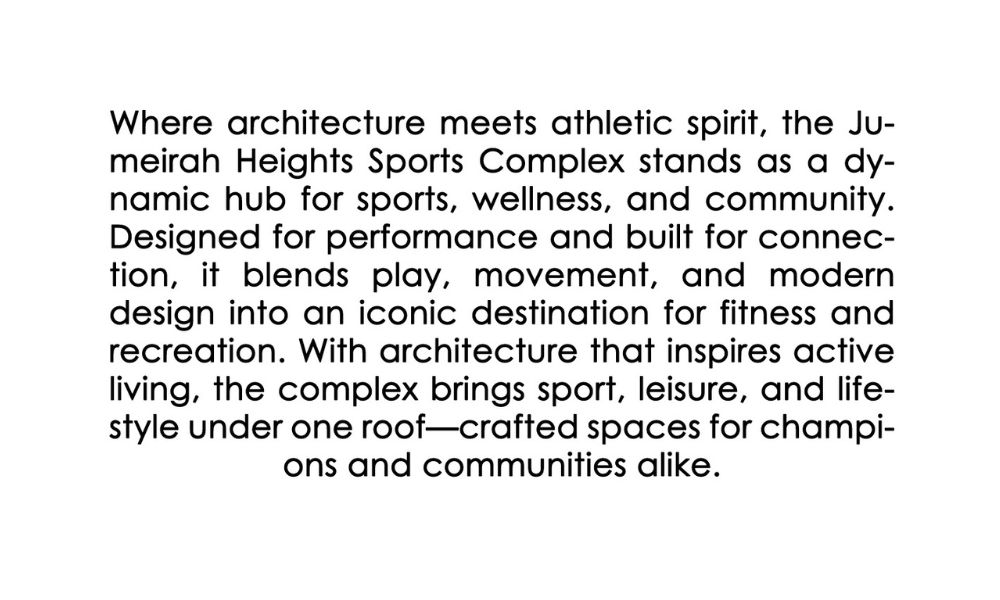 Where architecture meets athletic spirit, the Ju-
meirah Heights Sports Complex stands as a dy-
namic hub for sports, wellness, and community.
Designed for performance and built for connec-
tion, it blends play, movement, and modern
design into an iconic destination for fitness and
recreation. With architecture that inspires active
living, the complex brings sport, leisure, and life-
style under one roof—crafted spaces for champi-
ons and communities alike.